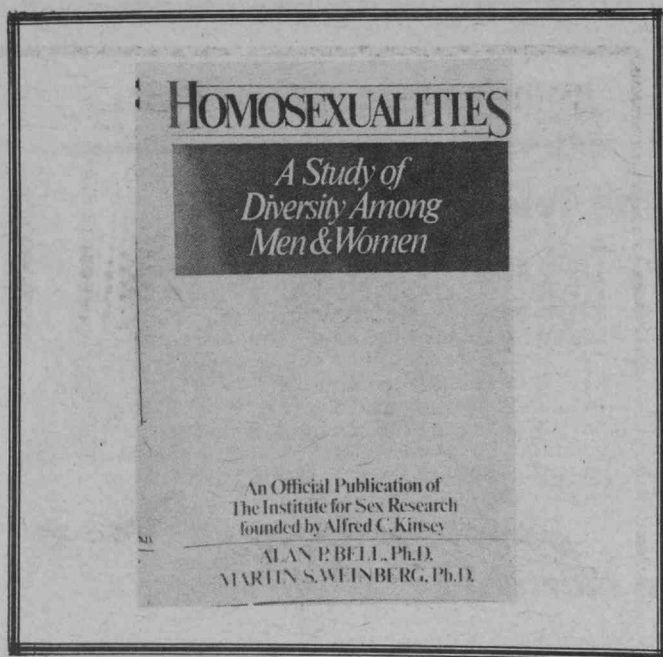 HOMOSEXUALITIES
A Study of
Diversity Among
Men & Women
An Official Publication of
The Institute for Sex Research
founded by Alfred C. Kinsey
ALAN P. BELL, Ph.D.
MARTIN S. WEINBERG, Ph.D.